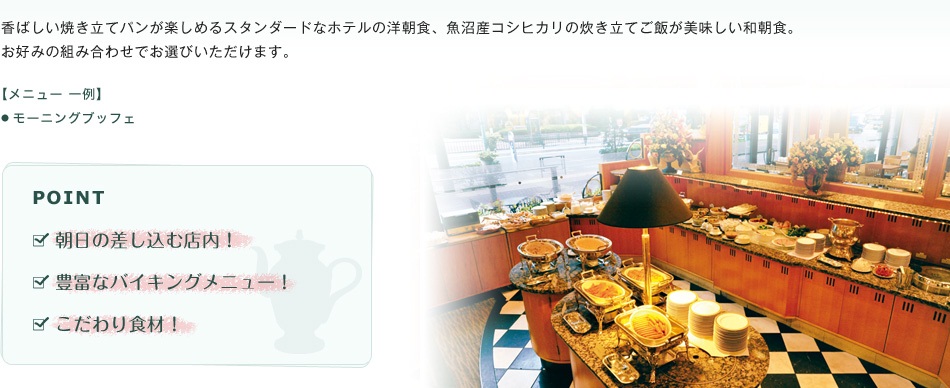 香ばしい焼き立てパンが楽しめるスタンダードなホテルの洋朝食、魚沼産コシヒカリの炊き立てご飯が美味しい和朝食。
お好みの組み合わせでお選びいただけます。
【メニュー 一例】
●モーニングブッフェ
POINT
朝日の差し込む店内！
豊富なバイキングメニュー！
こだわり食材！